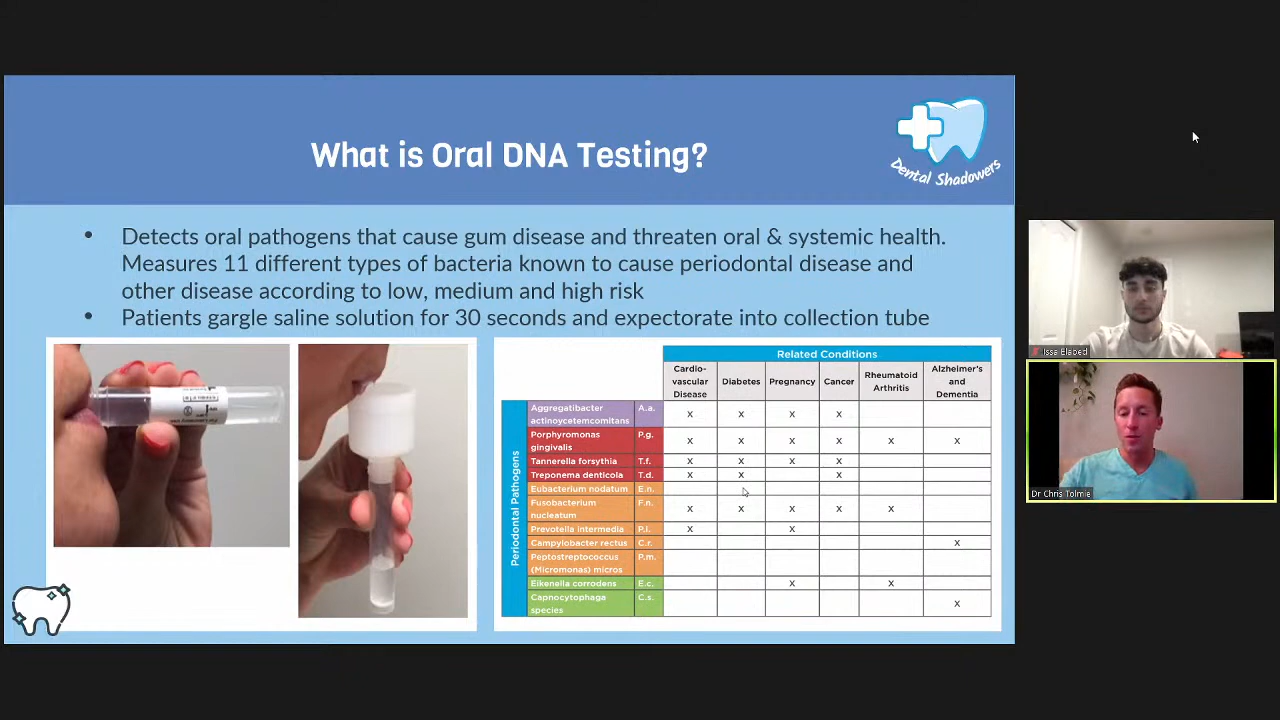 What is Oral DNA Testing?
Dental Shadowers
• Detects oral pathogens that cause gum disease and threaten oral & systemic health.
Measures 11 different types of bacteria known to cause periodontal disease and
other disease according to low, medium and high risk
• Patients gargle saline solution for 30 seconds and expectorate into collection tube
Related Conditions
Cardio-
vascular
Disease
Diabetes
Pregnancy
Cancer
Rheumatoid
Arthritis
Alzheimer's
and
Dementia
Periodontal Pathogens
Aggregatibacter
actinoycetemcomitans
A.a.
x x x x
Porphyromonas
gingivalis
P.g.
x x x x x x
Tannerella forsythia T.f. x x x x
Treponema denticola T.d. x x x
Eubacterium nodatum E.n.
Fusobacterium
nucleatum
F.n.
x x x x x
Prevotella intermedia P.i. x x
Campylobacter rectus C.r. x
Peptostreptococcus
(Micromonas) micros
P.m.
Eikenella corrodens E.c. x x
Capnocytophaga
species
C.s.
x
Issa Elabed
Dr Chris Tolmie